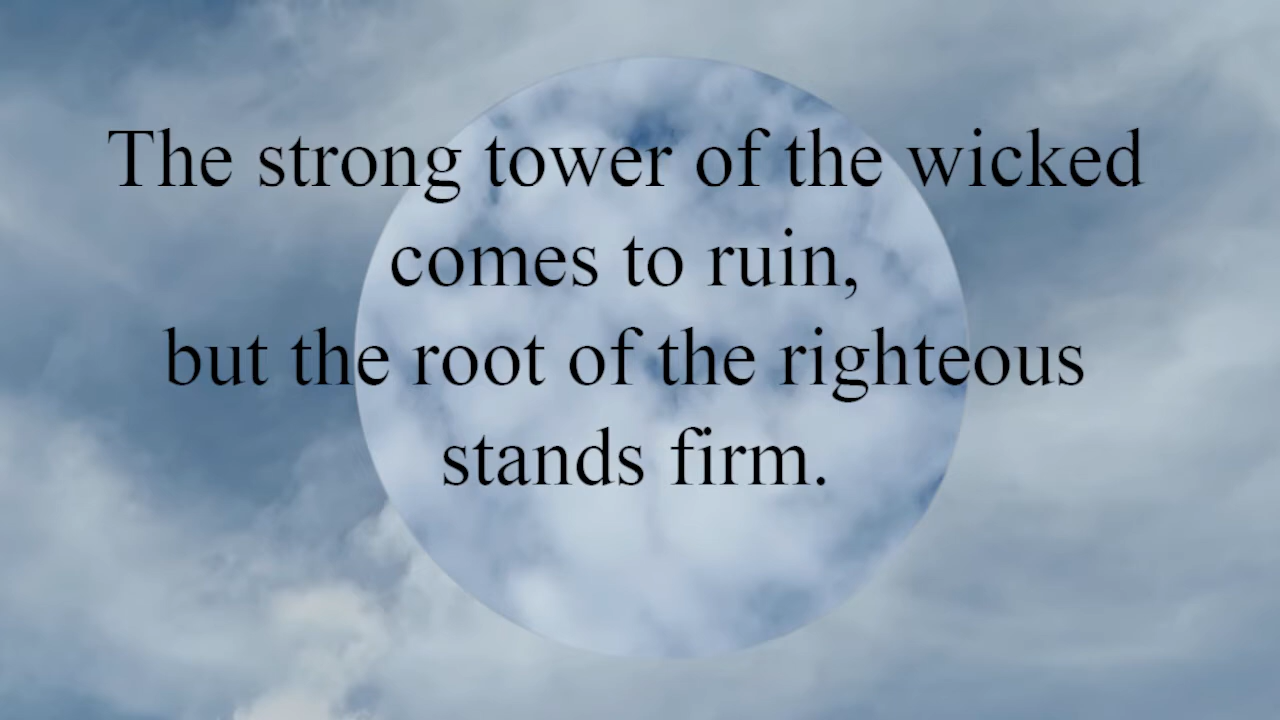 The strong tower of the wicked
comes to ruin,
but the root of the righteous
stands firm.